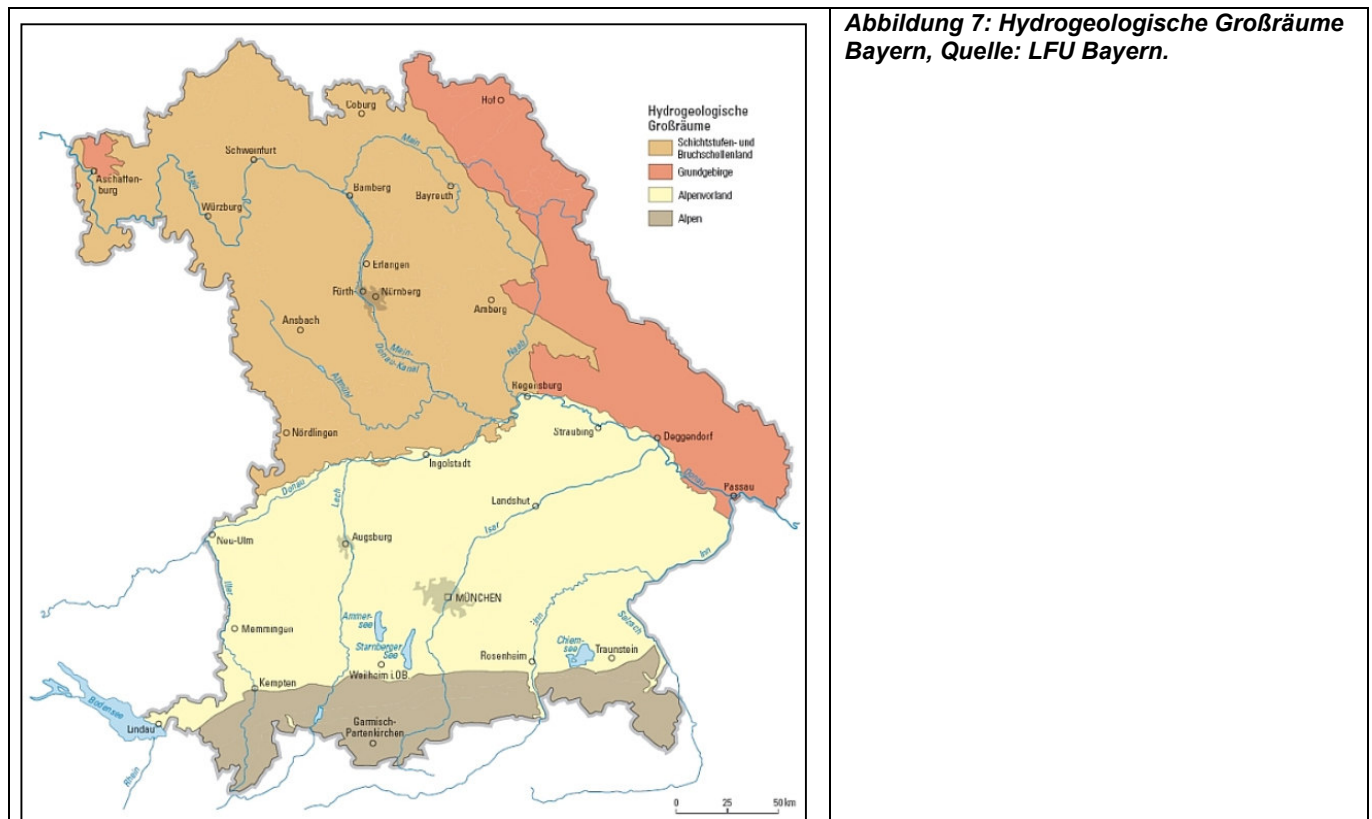 Abbildung 7: Hydrogeologische Großräume
Bayern, Quelle: LFU Bayern.
Hydrogeologische
Großräume
Schichtstufen- und
Bruchschollenland
Grundgebirge
Alpenvorland
Alpen
Hof
Coburg
Main
Schweinfurt
Aschaffen-
burg
Main
Würzburg
Bamberg
Bayreuth
Erlangen
Fürth
Nürnberg
Amberg
Ansbach
Main-
Donau-Kanal
Naab
Altmühl
Regensburg
Nördlingen
Straubing
Deggendorf
Ingolstadt
Donau
Donau
Passau
Lech
Landshut
Isar
Neu-Ulm
Augsburg
Inn
Iller
MÜNCHEN
Ammer-
see
Memmingen
Starnberger
See
Inn
Salzach
Chiem-
see
Rosenheim
Traunstein
Weilheim i.OB.
Kempten
Bodensee
Lindau
Garmisch-
Partenkirchen
Rhein
0 25 50 km